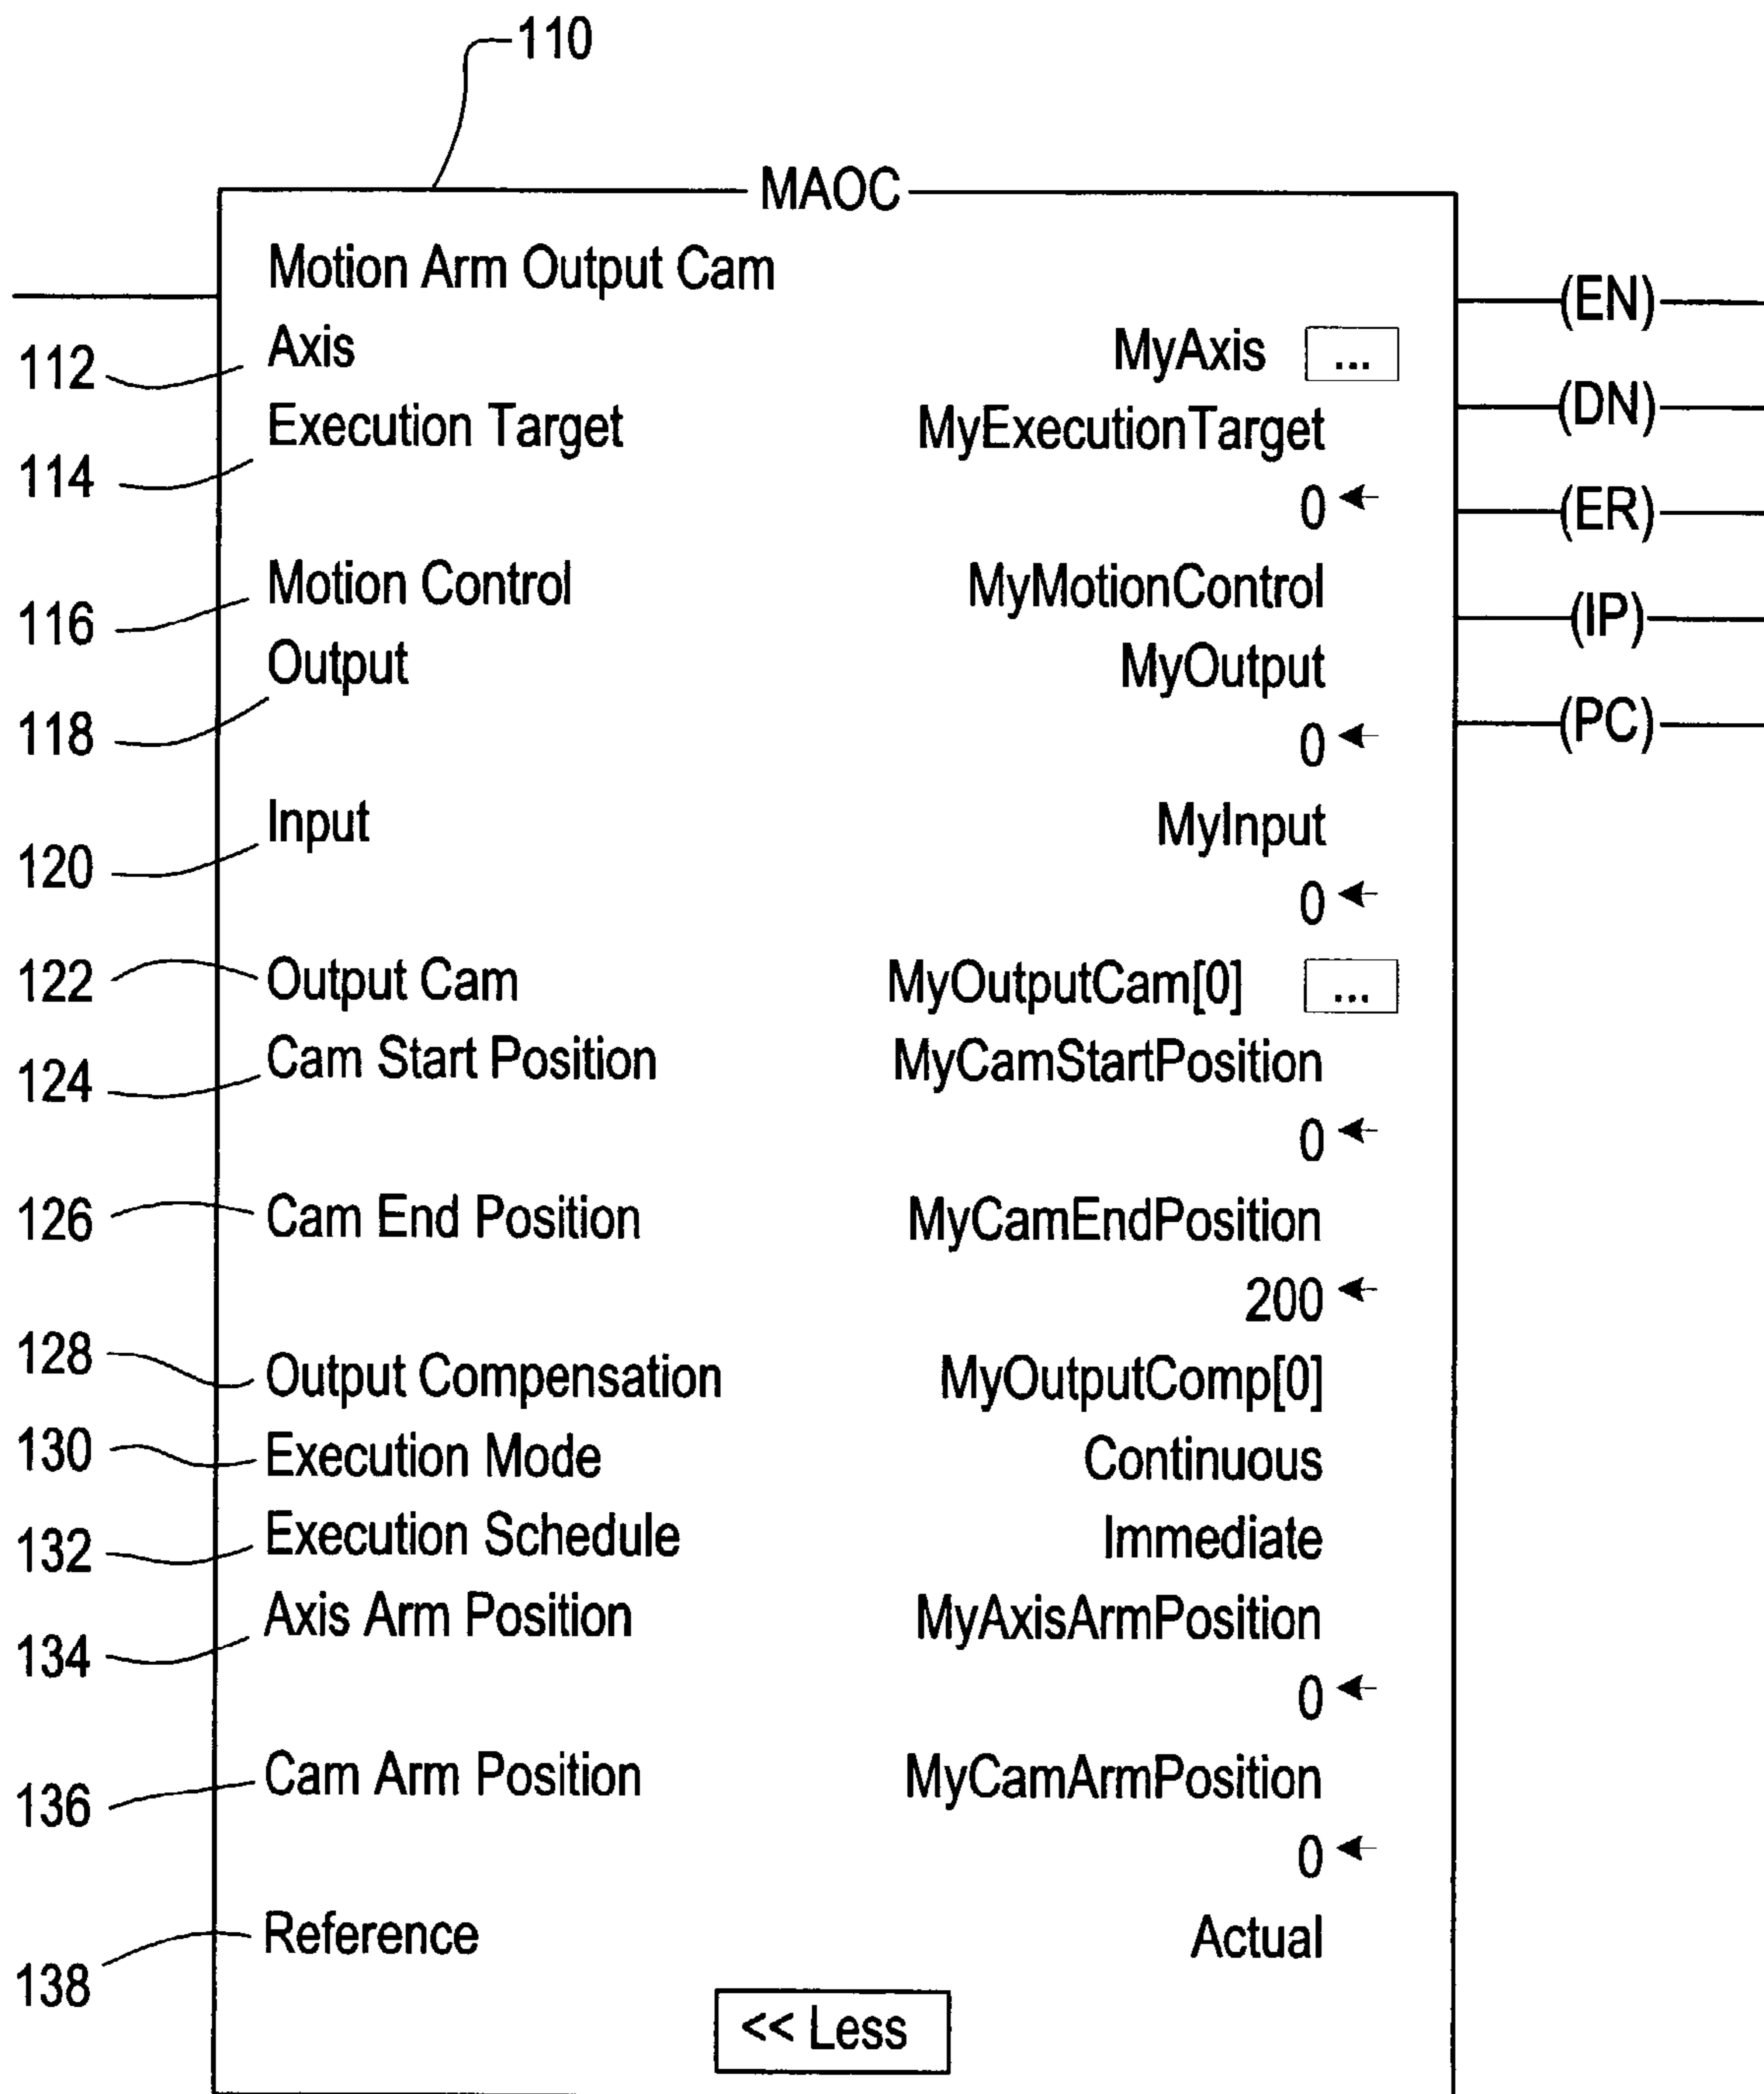 110
MAOC
Motion Arm Output Cam
(EN)
112 Axis MyAxis ...
114 Execution Target MyExecutionTarget
(DN)
0
(ER)
116 Motion Control MyMotionControl
(IP)
118 Output MyOutput
0
(PC)
120 Input MyInput
0
122 Output Cam MyOutputCam[0] ...
124 Cam Start Position MyCamStartPosition
0
126 Cam End Position MyCamEndPosition
200
128 Output Compensation MyOutputComp[0]
130 Execution Mode Continuous
132 Execution Schedule Immediate
134 Axis Arm Position MyAxisArmPosition
0
136 Cam Arm Position MyCamArmPosition
0
138 Reference Actual
<< Less